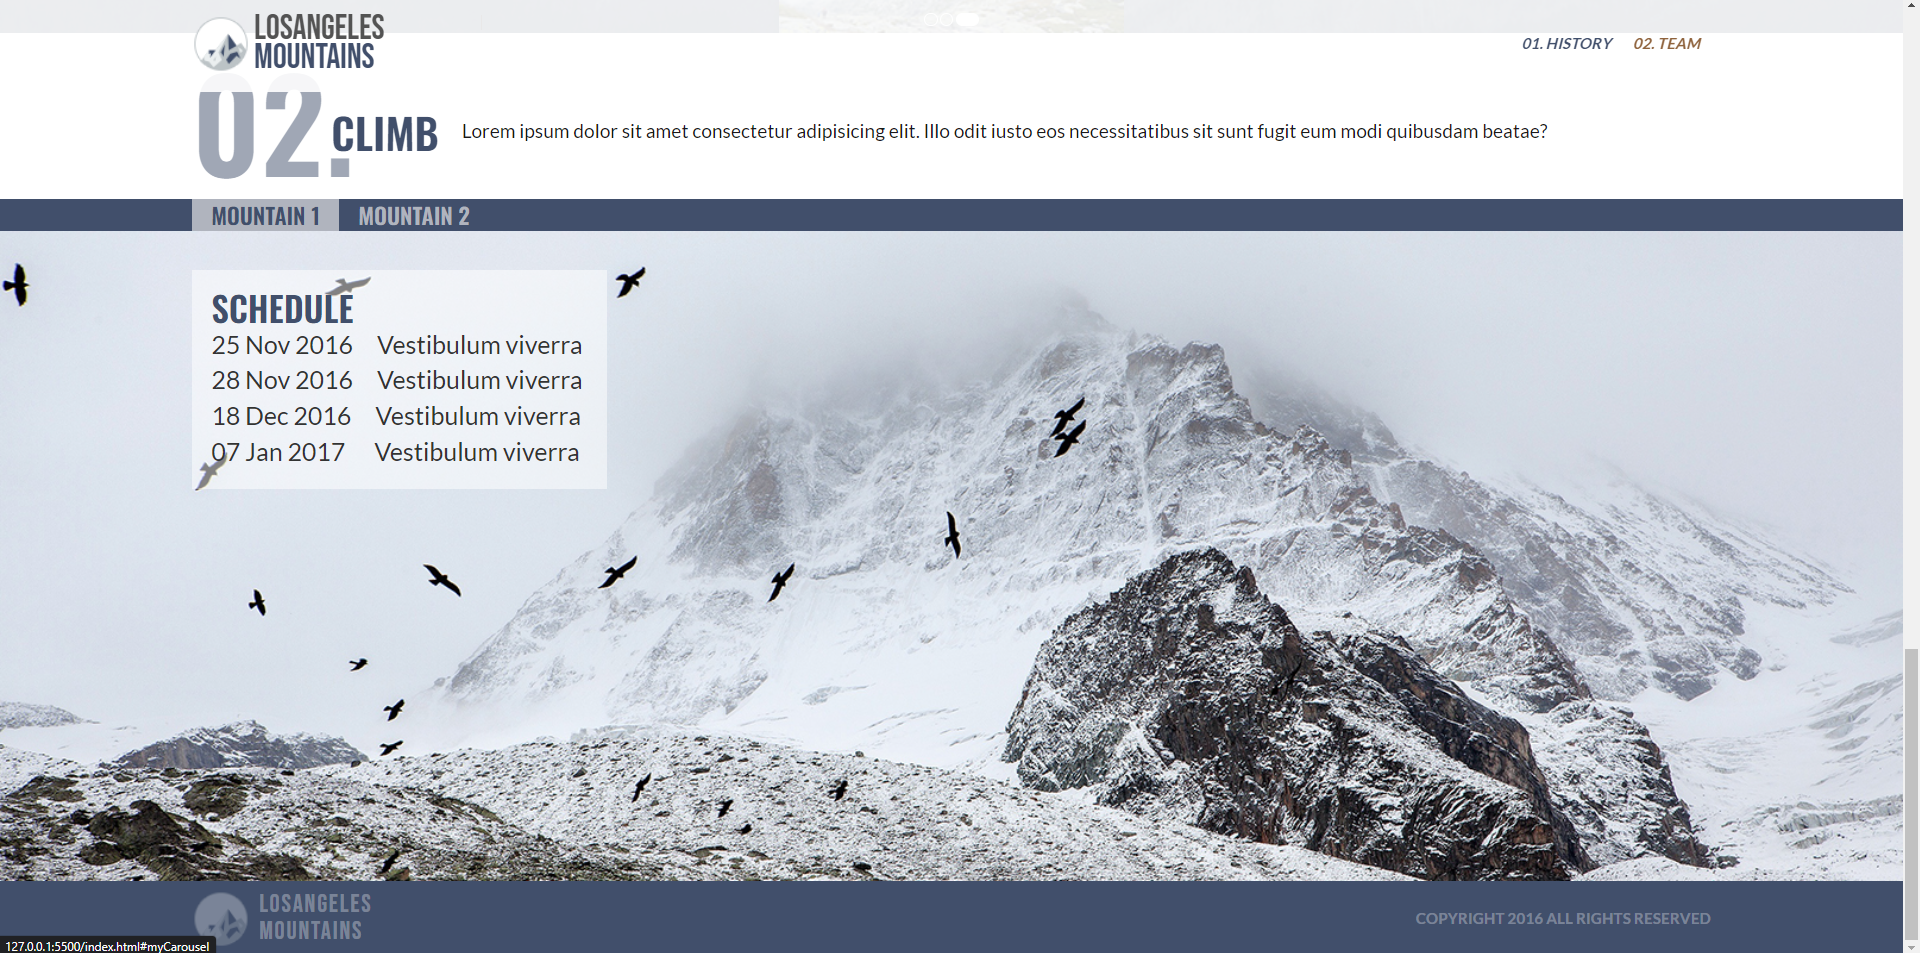 LOSANGELES
MOUNTAINS
01. HISTORY 02. TEAM
02. CLIMB Lorem ipsum dolor sit amet consectetur adipisicing elit. Illo odit iusto eos necessitatibus sit sunt fugit eum modi quibusdam beatae?
MOUNTAIN 1 MOUNTAIN 2
SCHEDULE
25 Nov 2016 Vestibulum viverra
28 Nov 2016 Vestibulum viverra
18 Dec 2016 Vestibulum viverra
07 Jan 2017 Vestibulum viverra
LOSANGELES
MOUNTAINS
COPYRIGHT 2016 ALL RIGHTS RESERVED
127.0.0.1:5500/index.html#myCarousel